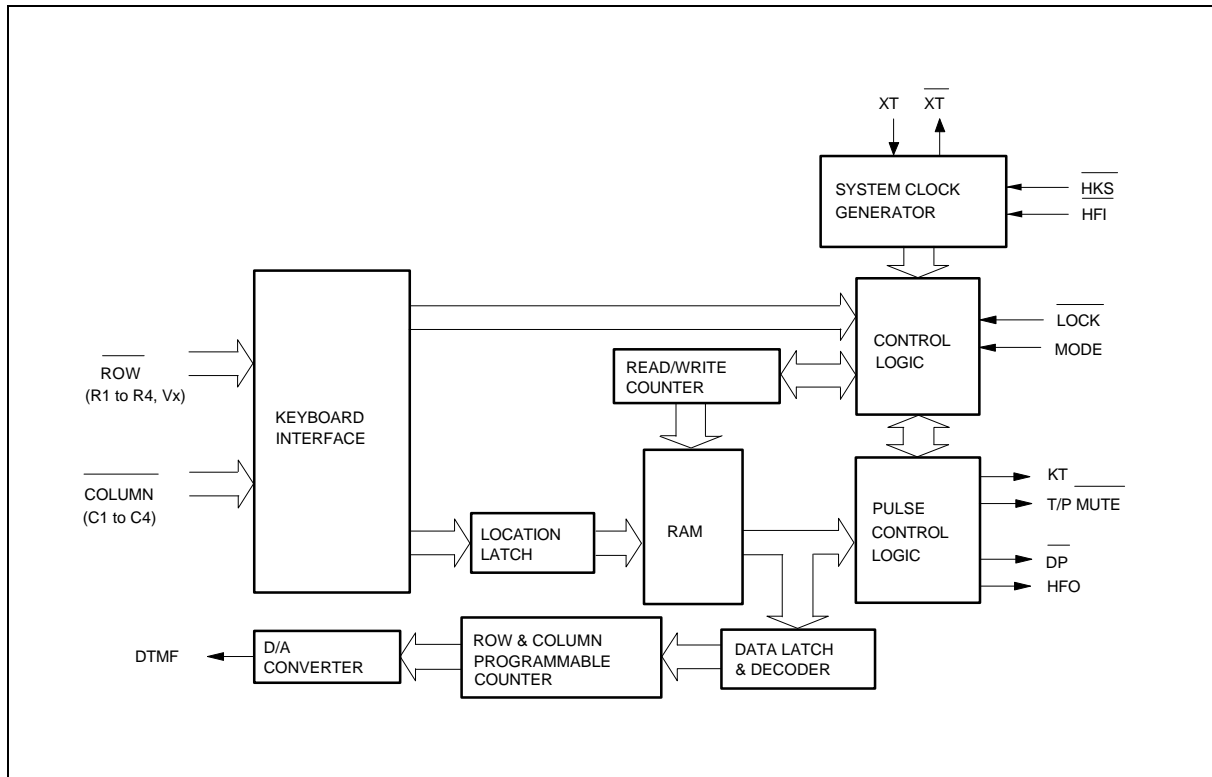 XT XT
SYSTEM CLOCK
GENERATOR
HKS
HFI
KEYBOARD
INTERFACE
ROW
(R1 to R4, Vx)
COLUMN
(C1 to C4)
READ/WRITE
COUNTER
CONTROL
LOGIC
LOCK
MODE
LOCATION
LATCH
RAM
PULSE
CONTROL
LOGIC
KT
T/P MUTE
DP
HFO
DTMF
D/A
CONVERTER
ROW & COLUMN
PROGRAMMABLE
COUNTER
DATA LATCH
& DECODER